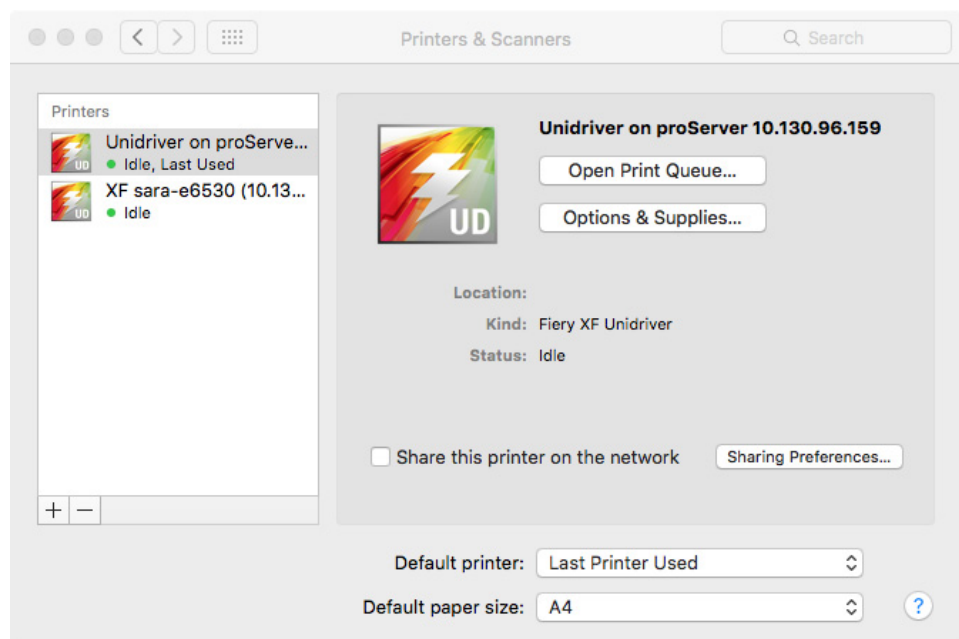 Printers & Scanners
Search
Printers
Unidriver on proServe...
Idle, Last Used
XF sara-e6530 (10.13...
Idle
UD
UD
UD
Unidriver on proServer 10.130.96.159
Open Print Queue...
Options & Supplies...
Location:
Kind: Fiery XF Unidriver
Status: Idle
Share this printer on the network
Sharing Preferences...
+ −
Default printer: Last Printer Used
Default paper size: A4
?